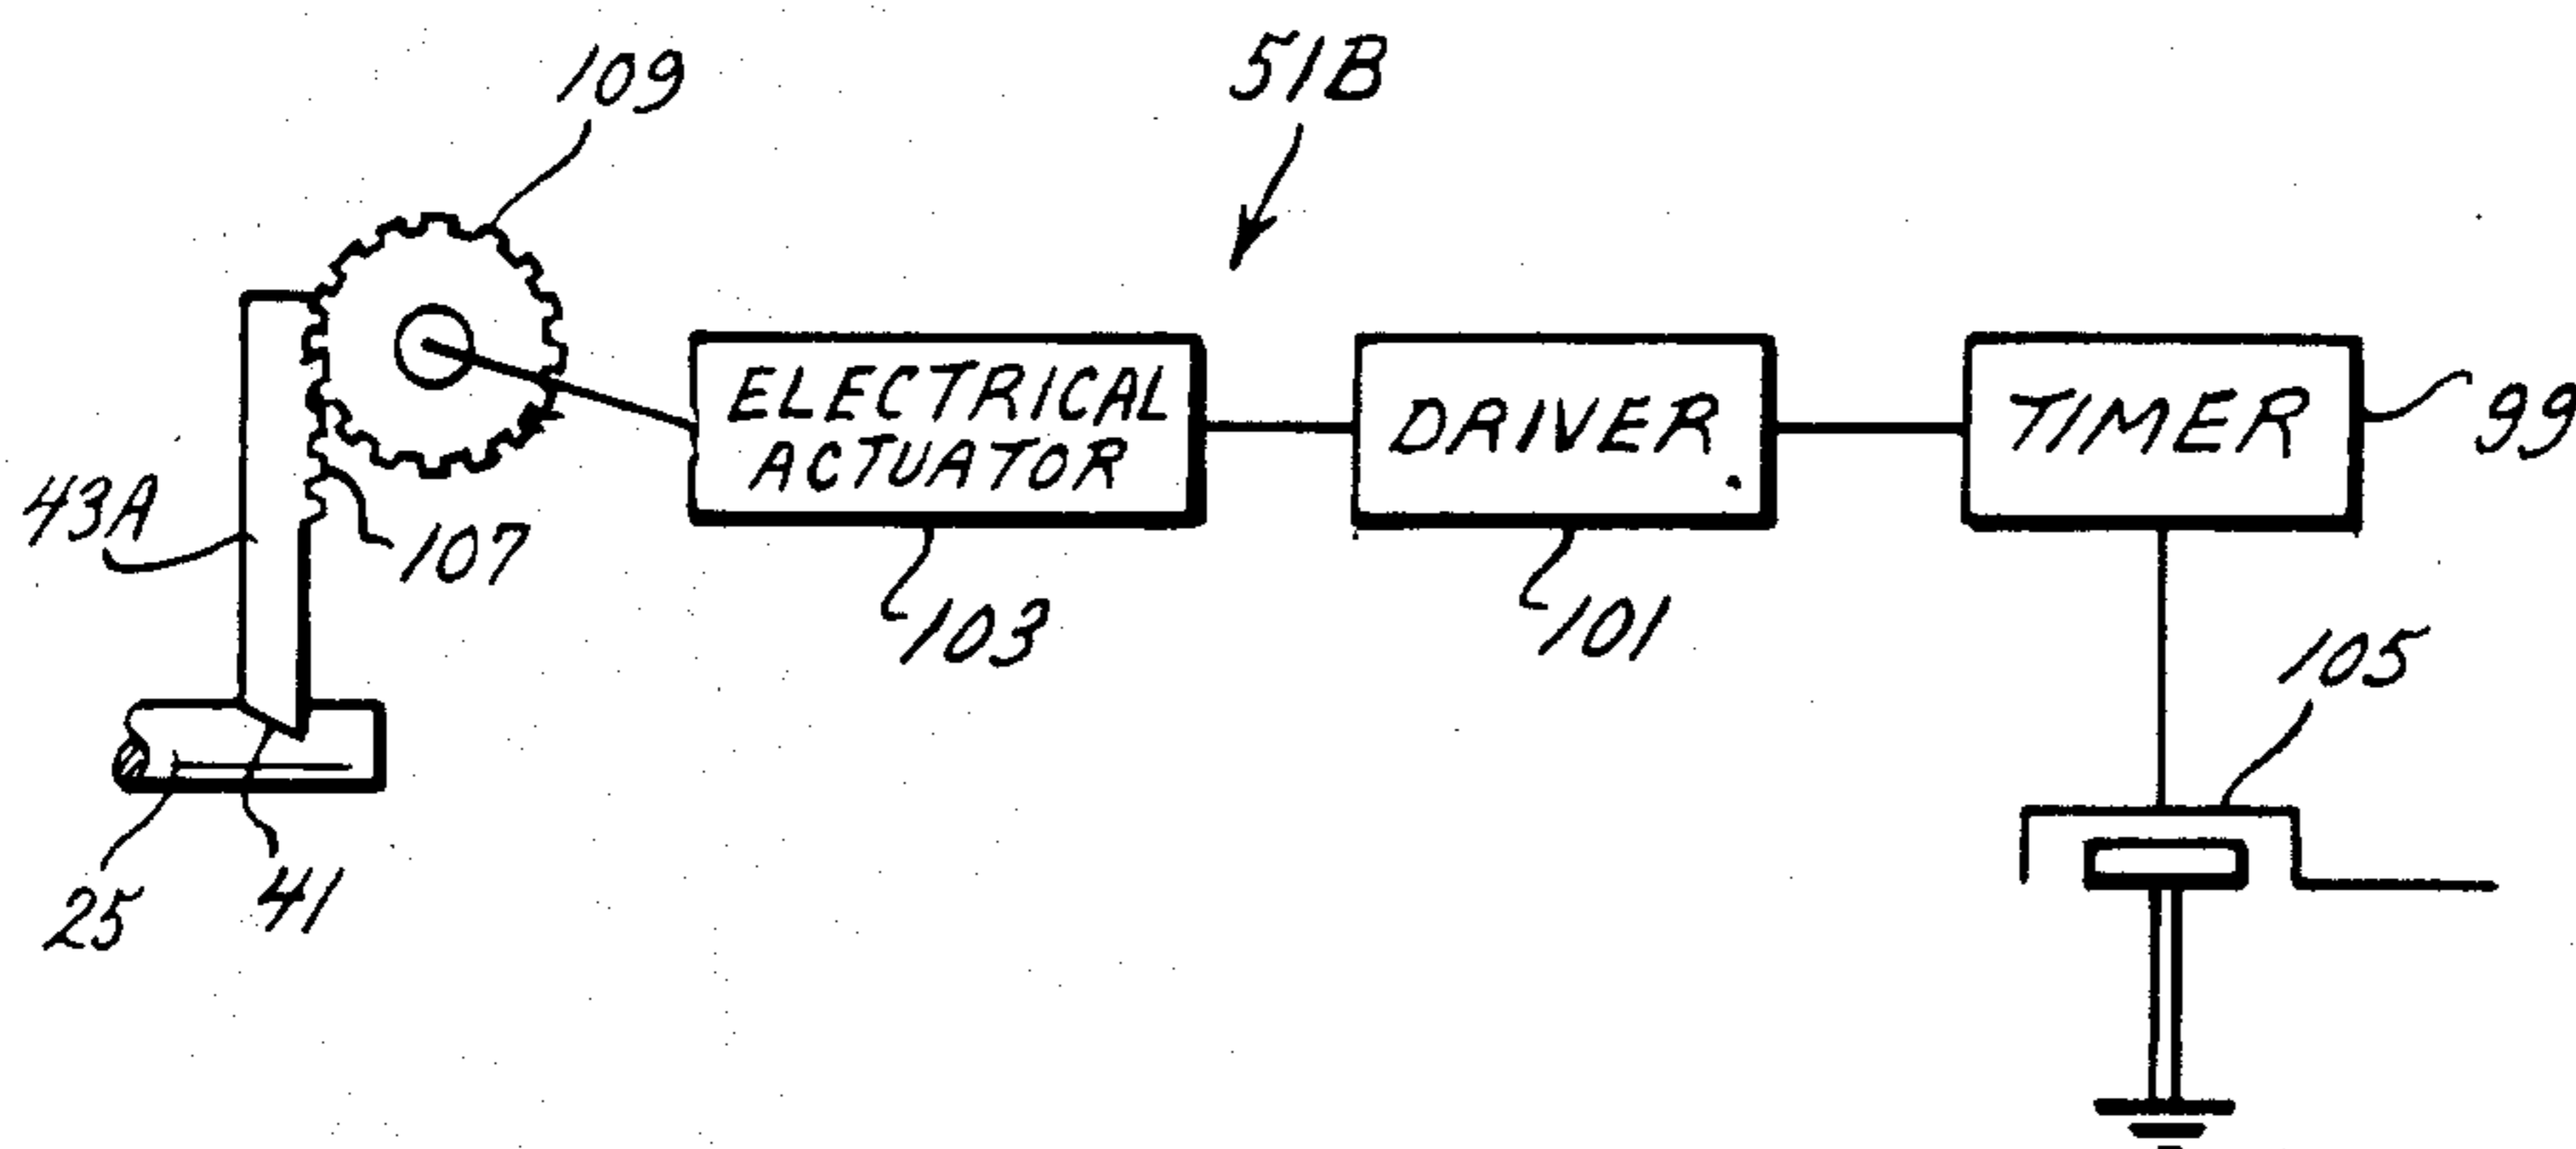 109
51B
ELECTRICAL
ACTUATOR
DRIVER
TIMER
99
43A
107
103
101
105
25
41